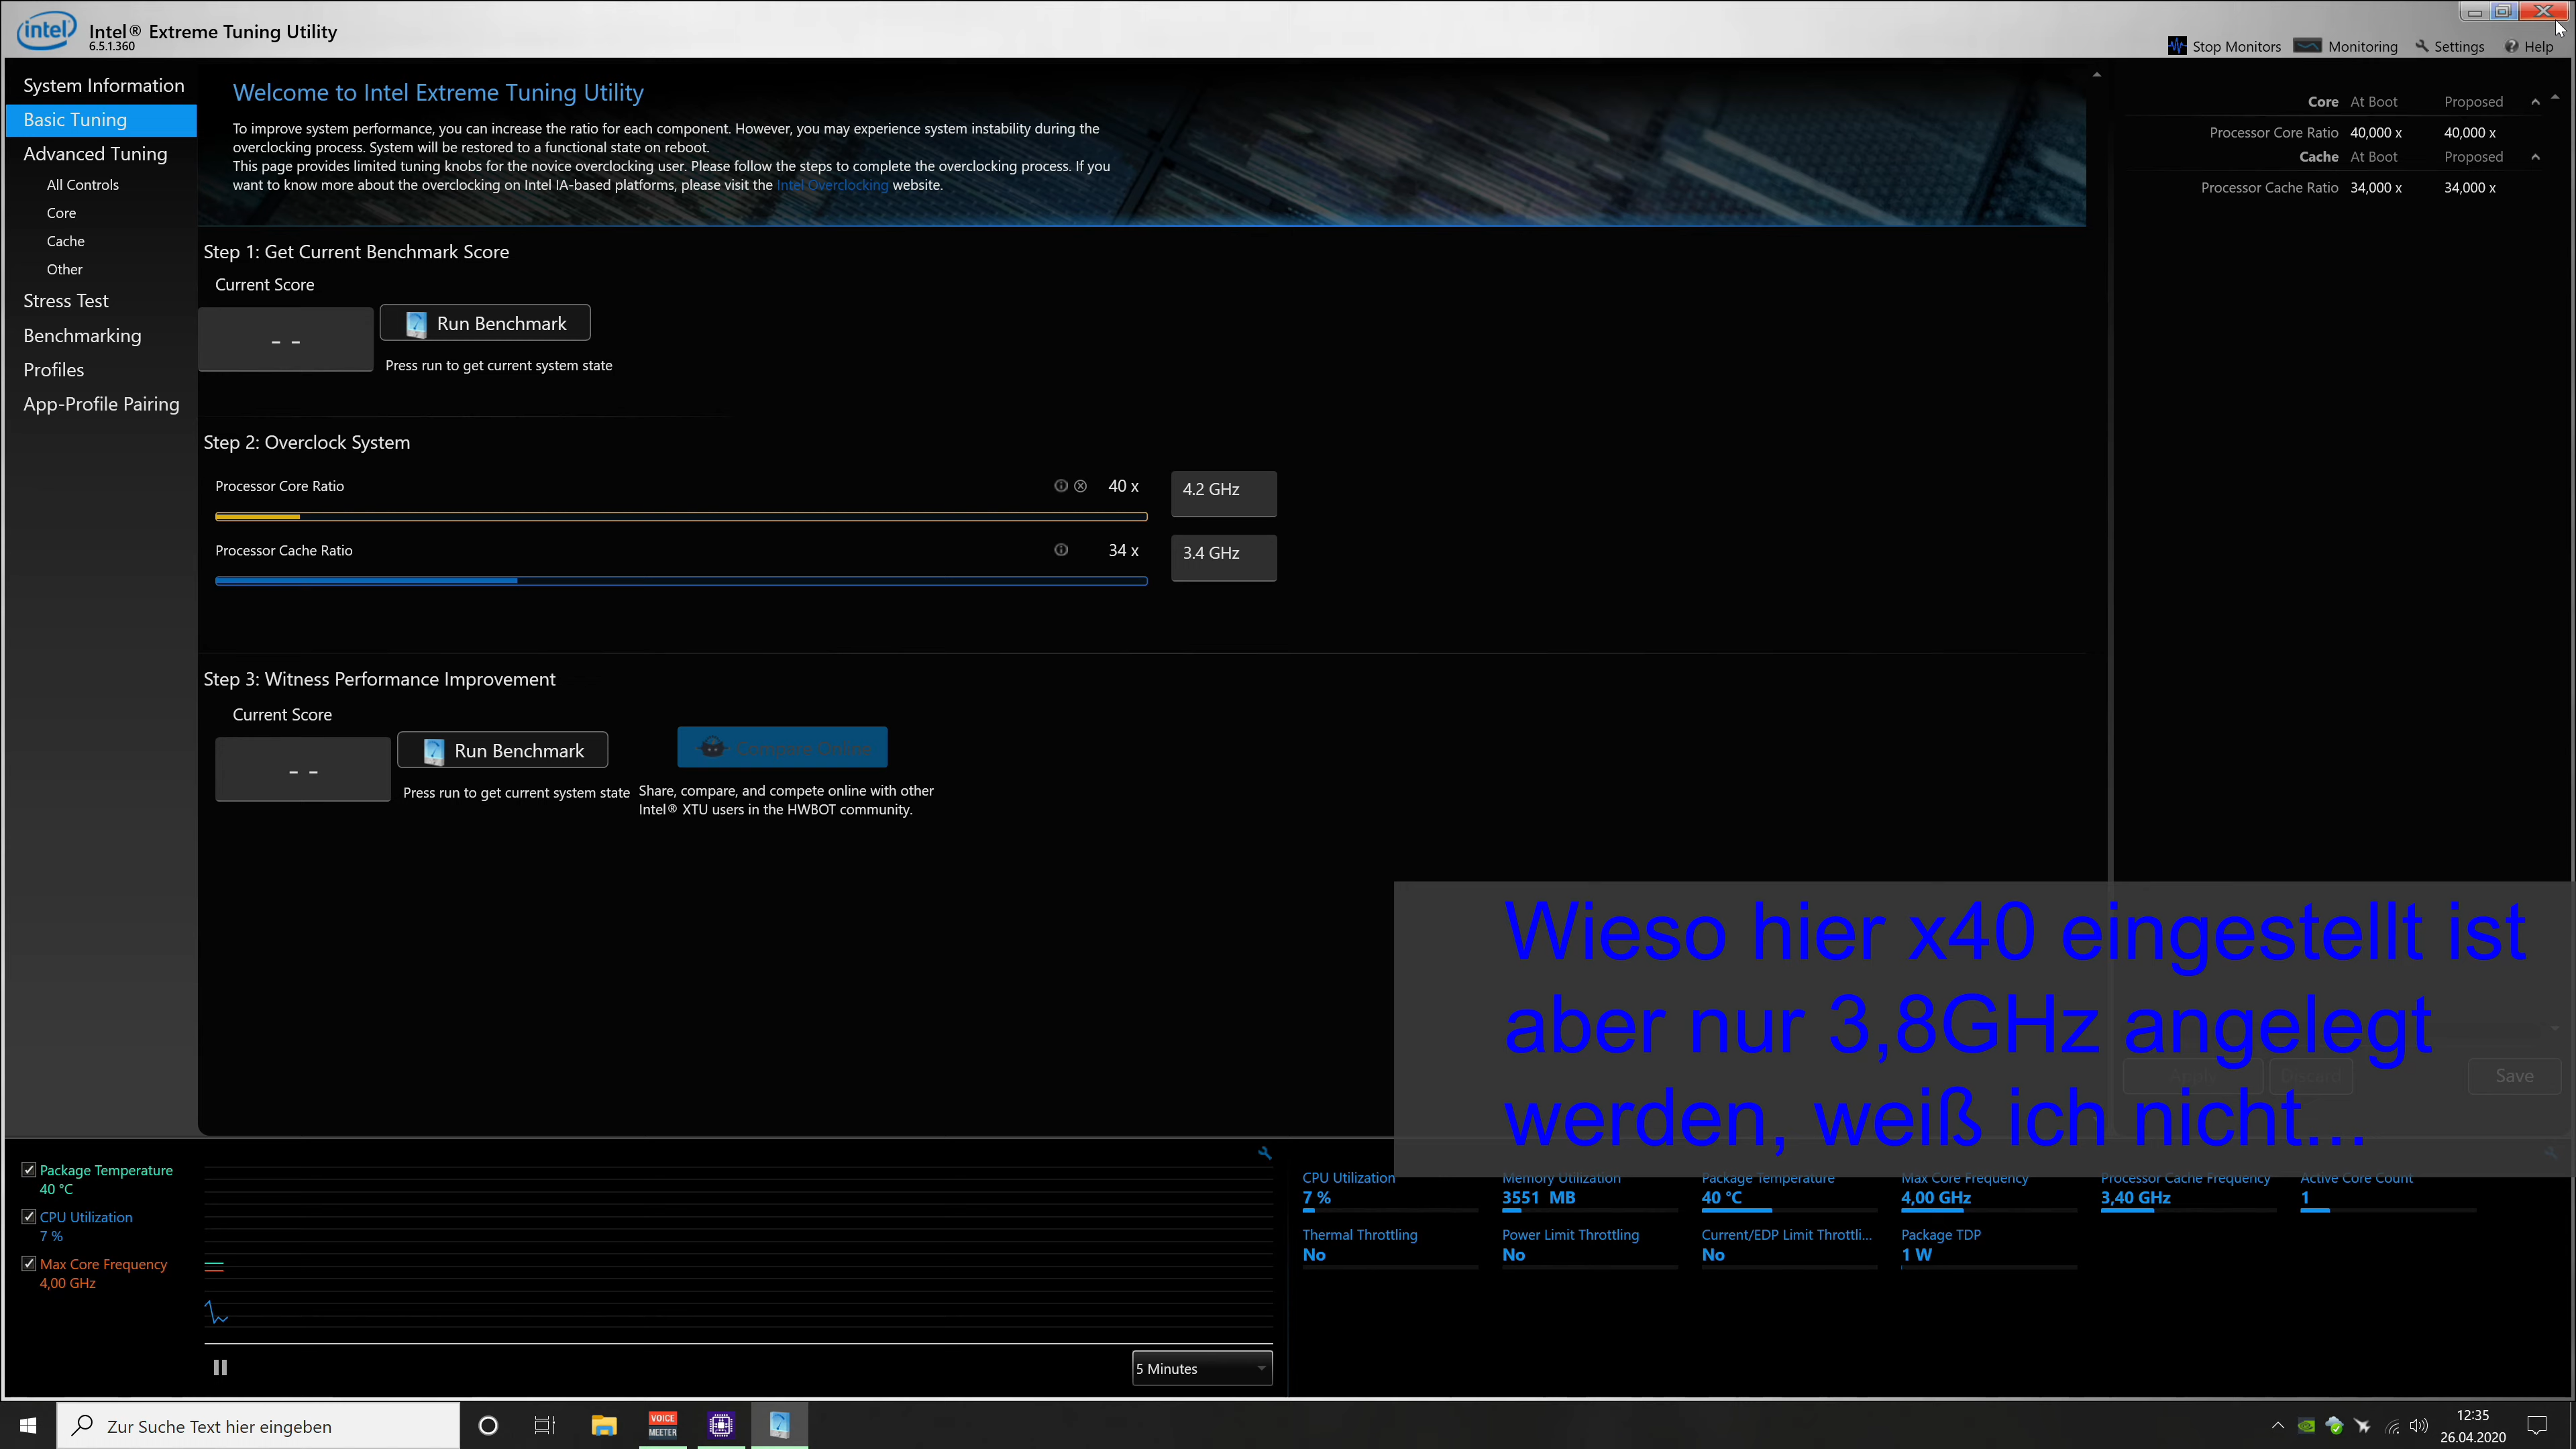 intel
Intel® Extreme Tuning Utility
6.5.1.360
Stop Monitors
Monitoring
Settings
Help
System Information
Basic Tuning
Advanced Tuning
All Controls
Core
Cache
Other
Stress Test
Benchmarking
Profiles
App-Profile Pairing
Welcome to Intel Extreme Tuning Utility
To improve system performance, you can increase the ratio for each component. However, you may experience system instability during the
overclocking process. System will be restored to a functional state on reboot.
This page provides limited tuning knobs for the novice overclocking user. Please follow the steps to complete the overclocking process. If you
want to know more about the overclocking on Intel IA-based platforms, please visit the Intel Overclocking website.
Step 1: Get Current Benchmark Score
Current Score
- -
Run Benchmark
Press run to get current system state
Step 2: Overclock System
Processor Core Ratio 40 x 4.2 GHz
Processor Cache Ratio 34 x 3.4 GHz
Step 3: Witness Performance Improvement
Current Score
- -
Run Benchmark
Press run to get current system state
Compare Online
Share, compare, and compete online with other
Intel® XTU users in the HWBOT community.
Core At Boot Proposed
Processor Core Ratio 40,000 x 40,000 x
Cache At Boot Proposed
Processor Cache Ratio 34,000 x 34,000 x
Wieso hier x40 eingestellt ist
aber nur 3,8GHz angelegt
werden, weiß ich nicht...
Discard
Save
Package Temperature
40 °C
CPU Utilization
7 %
Max Core Frequency
4,00 GHz
5 Minutes
CPU Utilization
7 %
Memory Utilization
3551 MB
Package Temperature
40 °C
Max Core Frequency
4,00 GHz
Processor Cache Frequency
3,40 GHz
Active Core Count
1
Thermal Throttling
No
Power Limit Throttling
No
Current/EDP Limit Throttli...
No
Package TDP
1 W
Zur Suche Text hier eingeben
VOICE
MEETER
12:35
26.04.2020